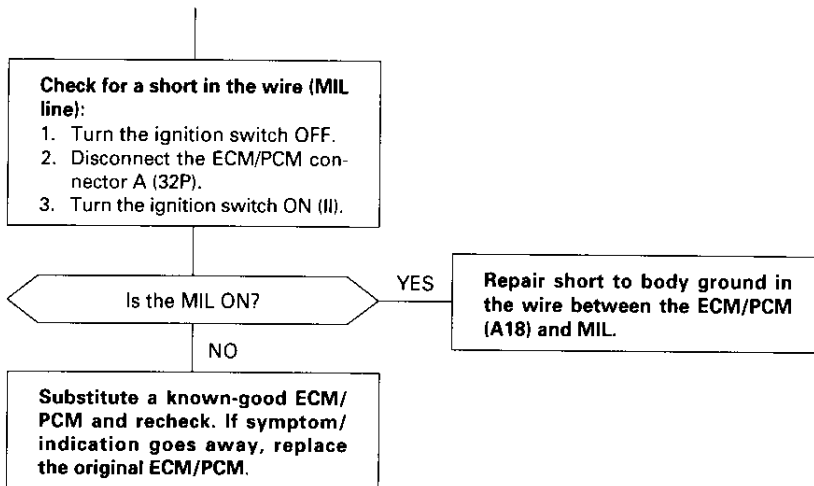 Check for a short in the wire (MIL
line):
1. Turn the ignition switch OFF.
2. Disconnect the ECM/PCM con-
nector A (32P).
3. Turn the ignition switch ON (II).
Is the MIL ON?
YES
Repair short to body ground in
the wire between the ECM/PCM
(A18) and MIL.
NO
Substitute a known-good ECM/
PCM and recheck. If symptom/
indication goes away, replace
the original ECM/PCM.